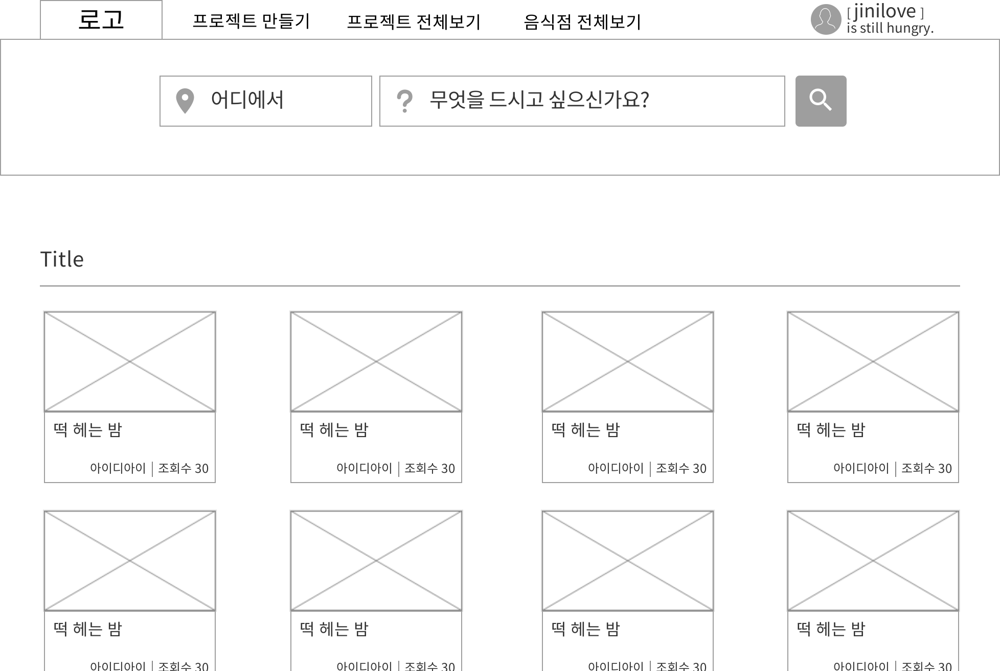 로고 프로젝트 만들기 프로젝트 전체보기 음식점 전체보기 [ jinilove ]
is still hungry.
어디에서 무엇을 드시고 싶으신가요?
Title
떡 헤는 밤 떡 헤는 밤 떡 헤는 밤 떡 헤는 밤
아이디아이 | 조회수 30 아이디아이 | 조회수 30 아이디아이 | 조회수 30 아이디아이 | 조회수 30
떡 헤는 밤 떡 헤는 밤 떡 헤는 밤 떡 헤는 밤
아이디아이 | 조회수 30 아이디아이 | 조회수 30 아이디아이 | 조회수 30 아이디아이 | 조회수 30